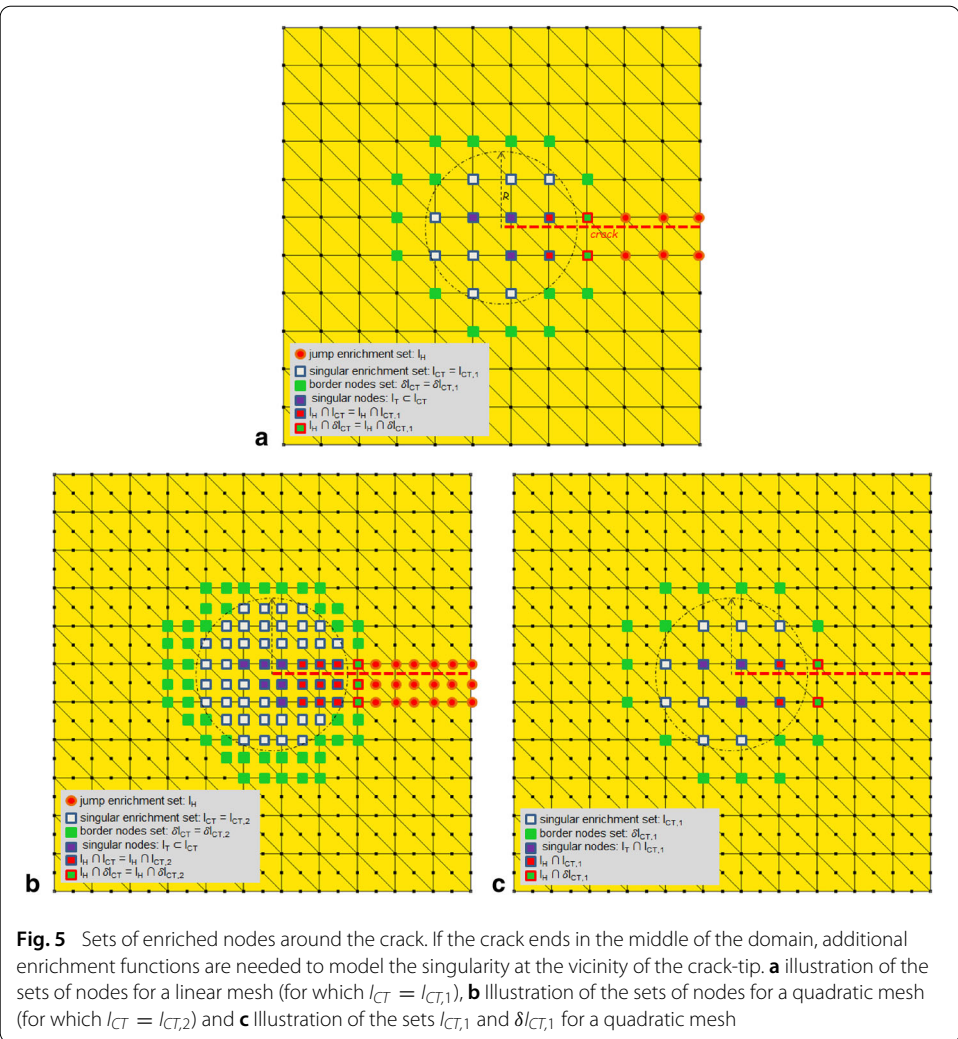 R
crack
jump enrichment set: I_H
singular enrichment set: I_CT = I_CT,1
border nodes set: δI_CT = δI_CT,1
singular nodes: I_T ⊂ I_CT
I_H ∩ I_CT = I_H ∩ I_CT,1
I_H ∩ δI_CT = I_H ∩ δI_CT,1
a
jump enrichment set: I_H
singular enrichment set: I_CT = I_CT,2
border nodes set: δI_CT = δI_CT,2
singular nodes: I_T ⊂ I_CT
I_H ∩ I_CT = I_H ∩ I_CT,2
I_H ∩ δI_CT = I_H ∩ δI_CT,2
b
singular enrichment set: I_CT,1
border nodes set: δI_CT,1
singular nodes: I_T ∩ I_CT,1
I_H ∩ I_CT,1
I_H ∩ δI_CT,1
c
Fig. 5 Sets of enriched nodes around the crack. If the crack ends in the middle of the domain, additional
enrichment functions are needed to model the singularity at the vicinity of the crack-tip. a illustration of the
sets of nodes for a linear mesh (for which I_CT = I_CT,1), b Illustration of the sets of nodes for a quadratic mesh
(for which I_CT = I_CT,2) and c Illustration of the sets I_CT,1 and δI_CT,1 for a quadratic mesh